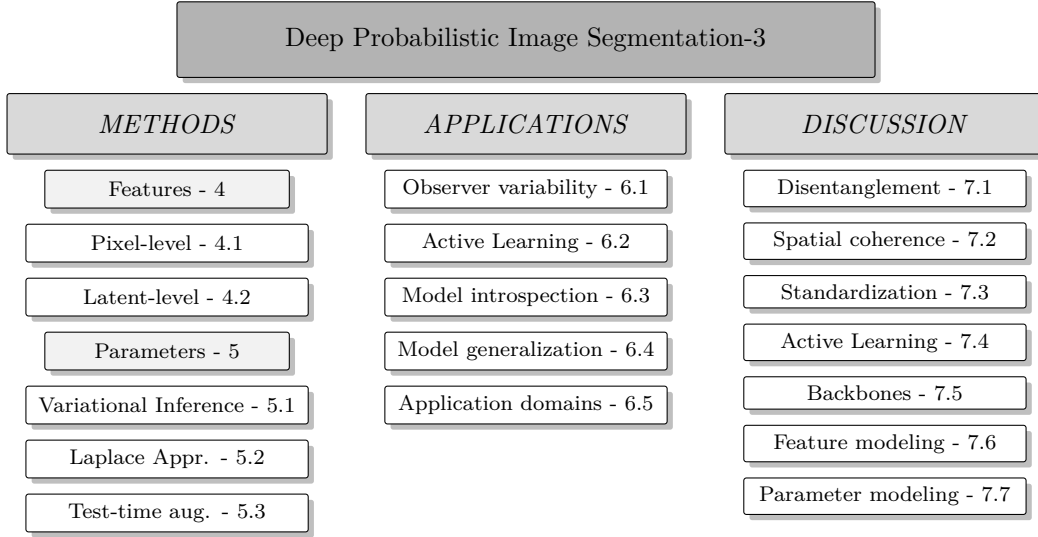 Deep Probabilistic Image Segmentation-3
METHODS
Features - 4
Pixel-level - 4.1
Latent-level - 4.2
Parameters - 5
Variational Inference - 5.1
Laplace Appr. - 5.2
Test-time aug. - 5.3
APPLICATIONS
Observer variability - 6.1
Active Learning - 6.2
Model introspection - 6.3
Model generalization - 6.4
Application domains - 6.5
DISCUSSION
Disentanglement - 7.1
Spatial coherence - 7.2
Standardization - 7.3
Active Learning - 7.4
Backbones - 7.5
Feature modeling - 7.6
Parameter modeling - 7.7